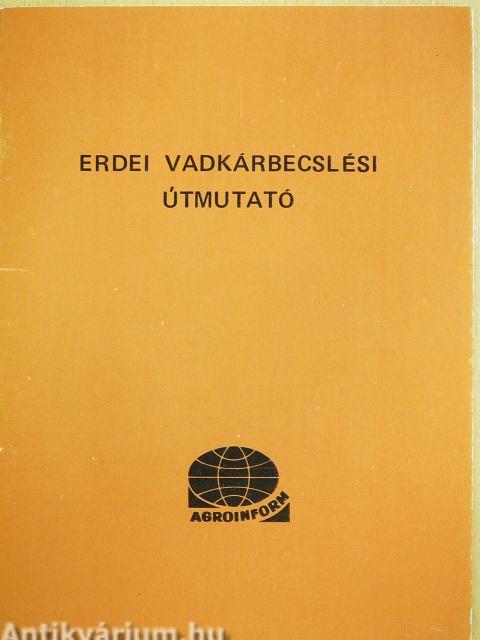 ERDEI VADKÁRBECSLÉSI
ÚTMUTATÓ
AGROINFORM
Antikvárium.hu